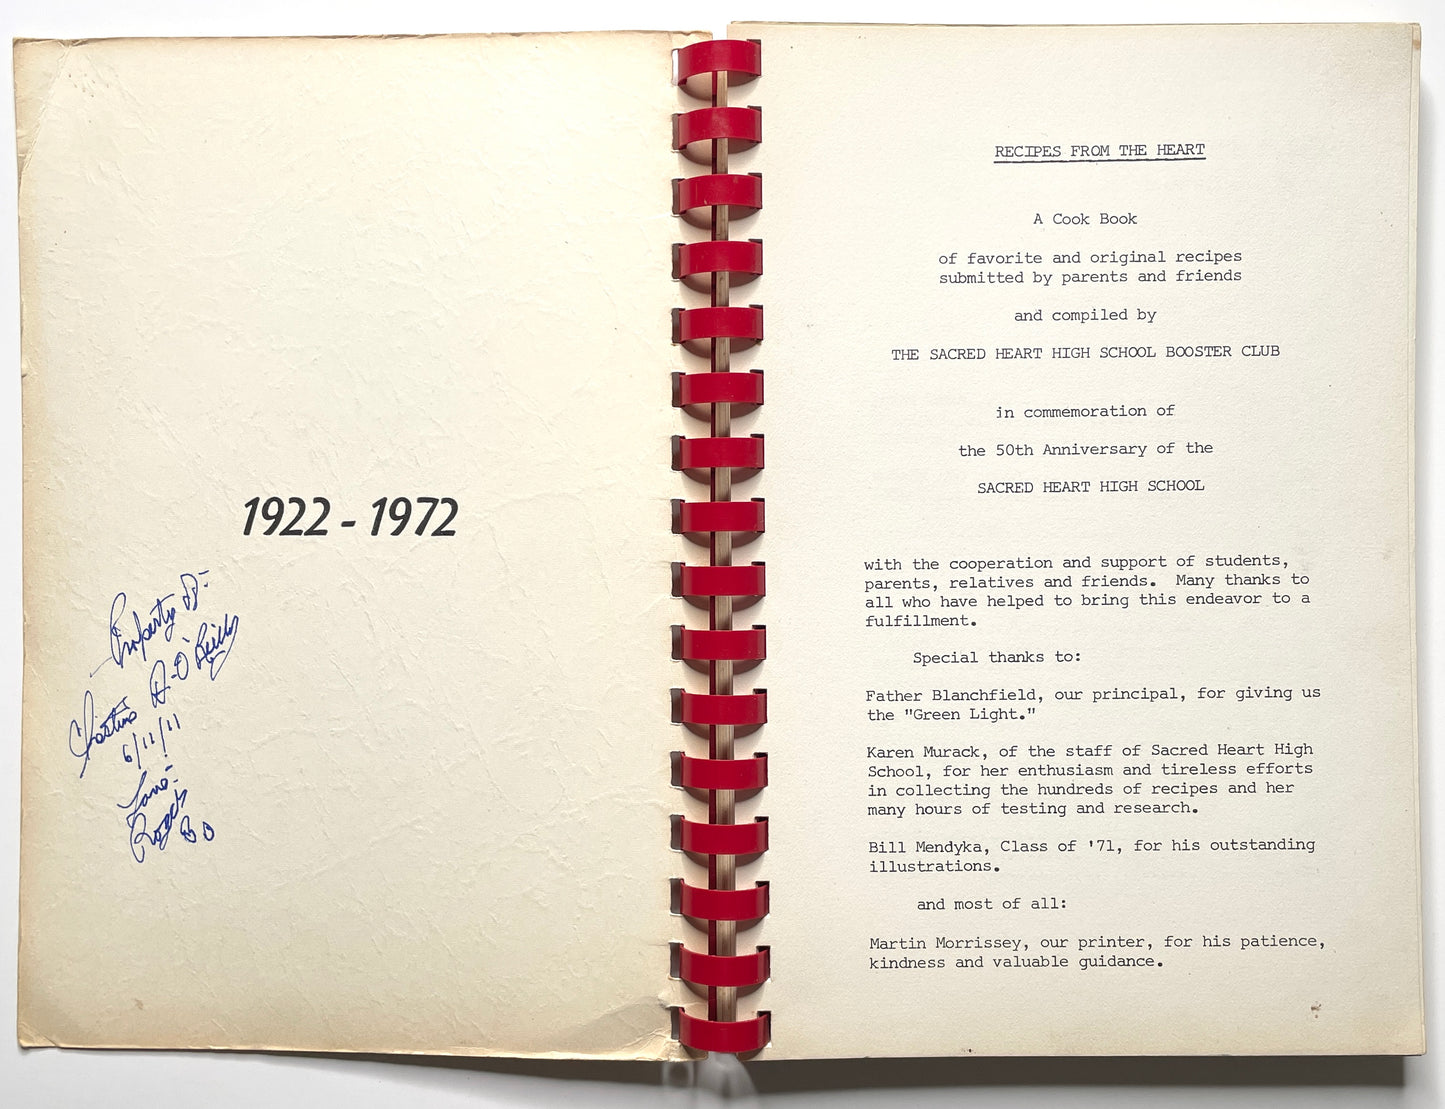 1922 - 1972
Property of:
Christine A. O'Reilly
6/11/11
RECIPES FROM THE HEART
A Cook Book
of favorite and original recipes
submitted by parents and friends
and compiled by
THE SACRED HEART HIGH SCHOOL BOOSTER CLUB
in commemoration of
the 50th Anniversary of the
SACRED HEART HIGH SCHOOL
with the cooperation and support of students,
parents, relatives and friends. Many thanks to
all who have helped to bring this endeavor to a
fulfillment.
Special thanks to:
Father Blanchfield, our principal, for giving us
the "Green Light."
Karen Murack, of the staff of Sacred Heart High
School, for her enthusiasm and tireless efforts
in collecting the hundreds of recipes and her
many hours of testing and research.
Bill Mendyka, Class of '71, for his outstanding
illustrations.
and most of all:
Martin Morrissey, our printer, for his patience,
kindness and valuable guidance.